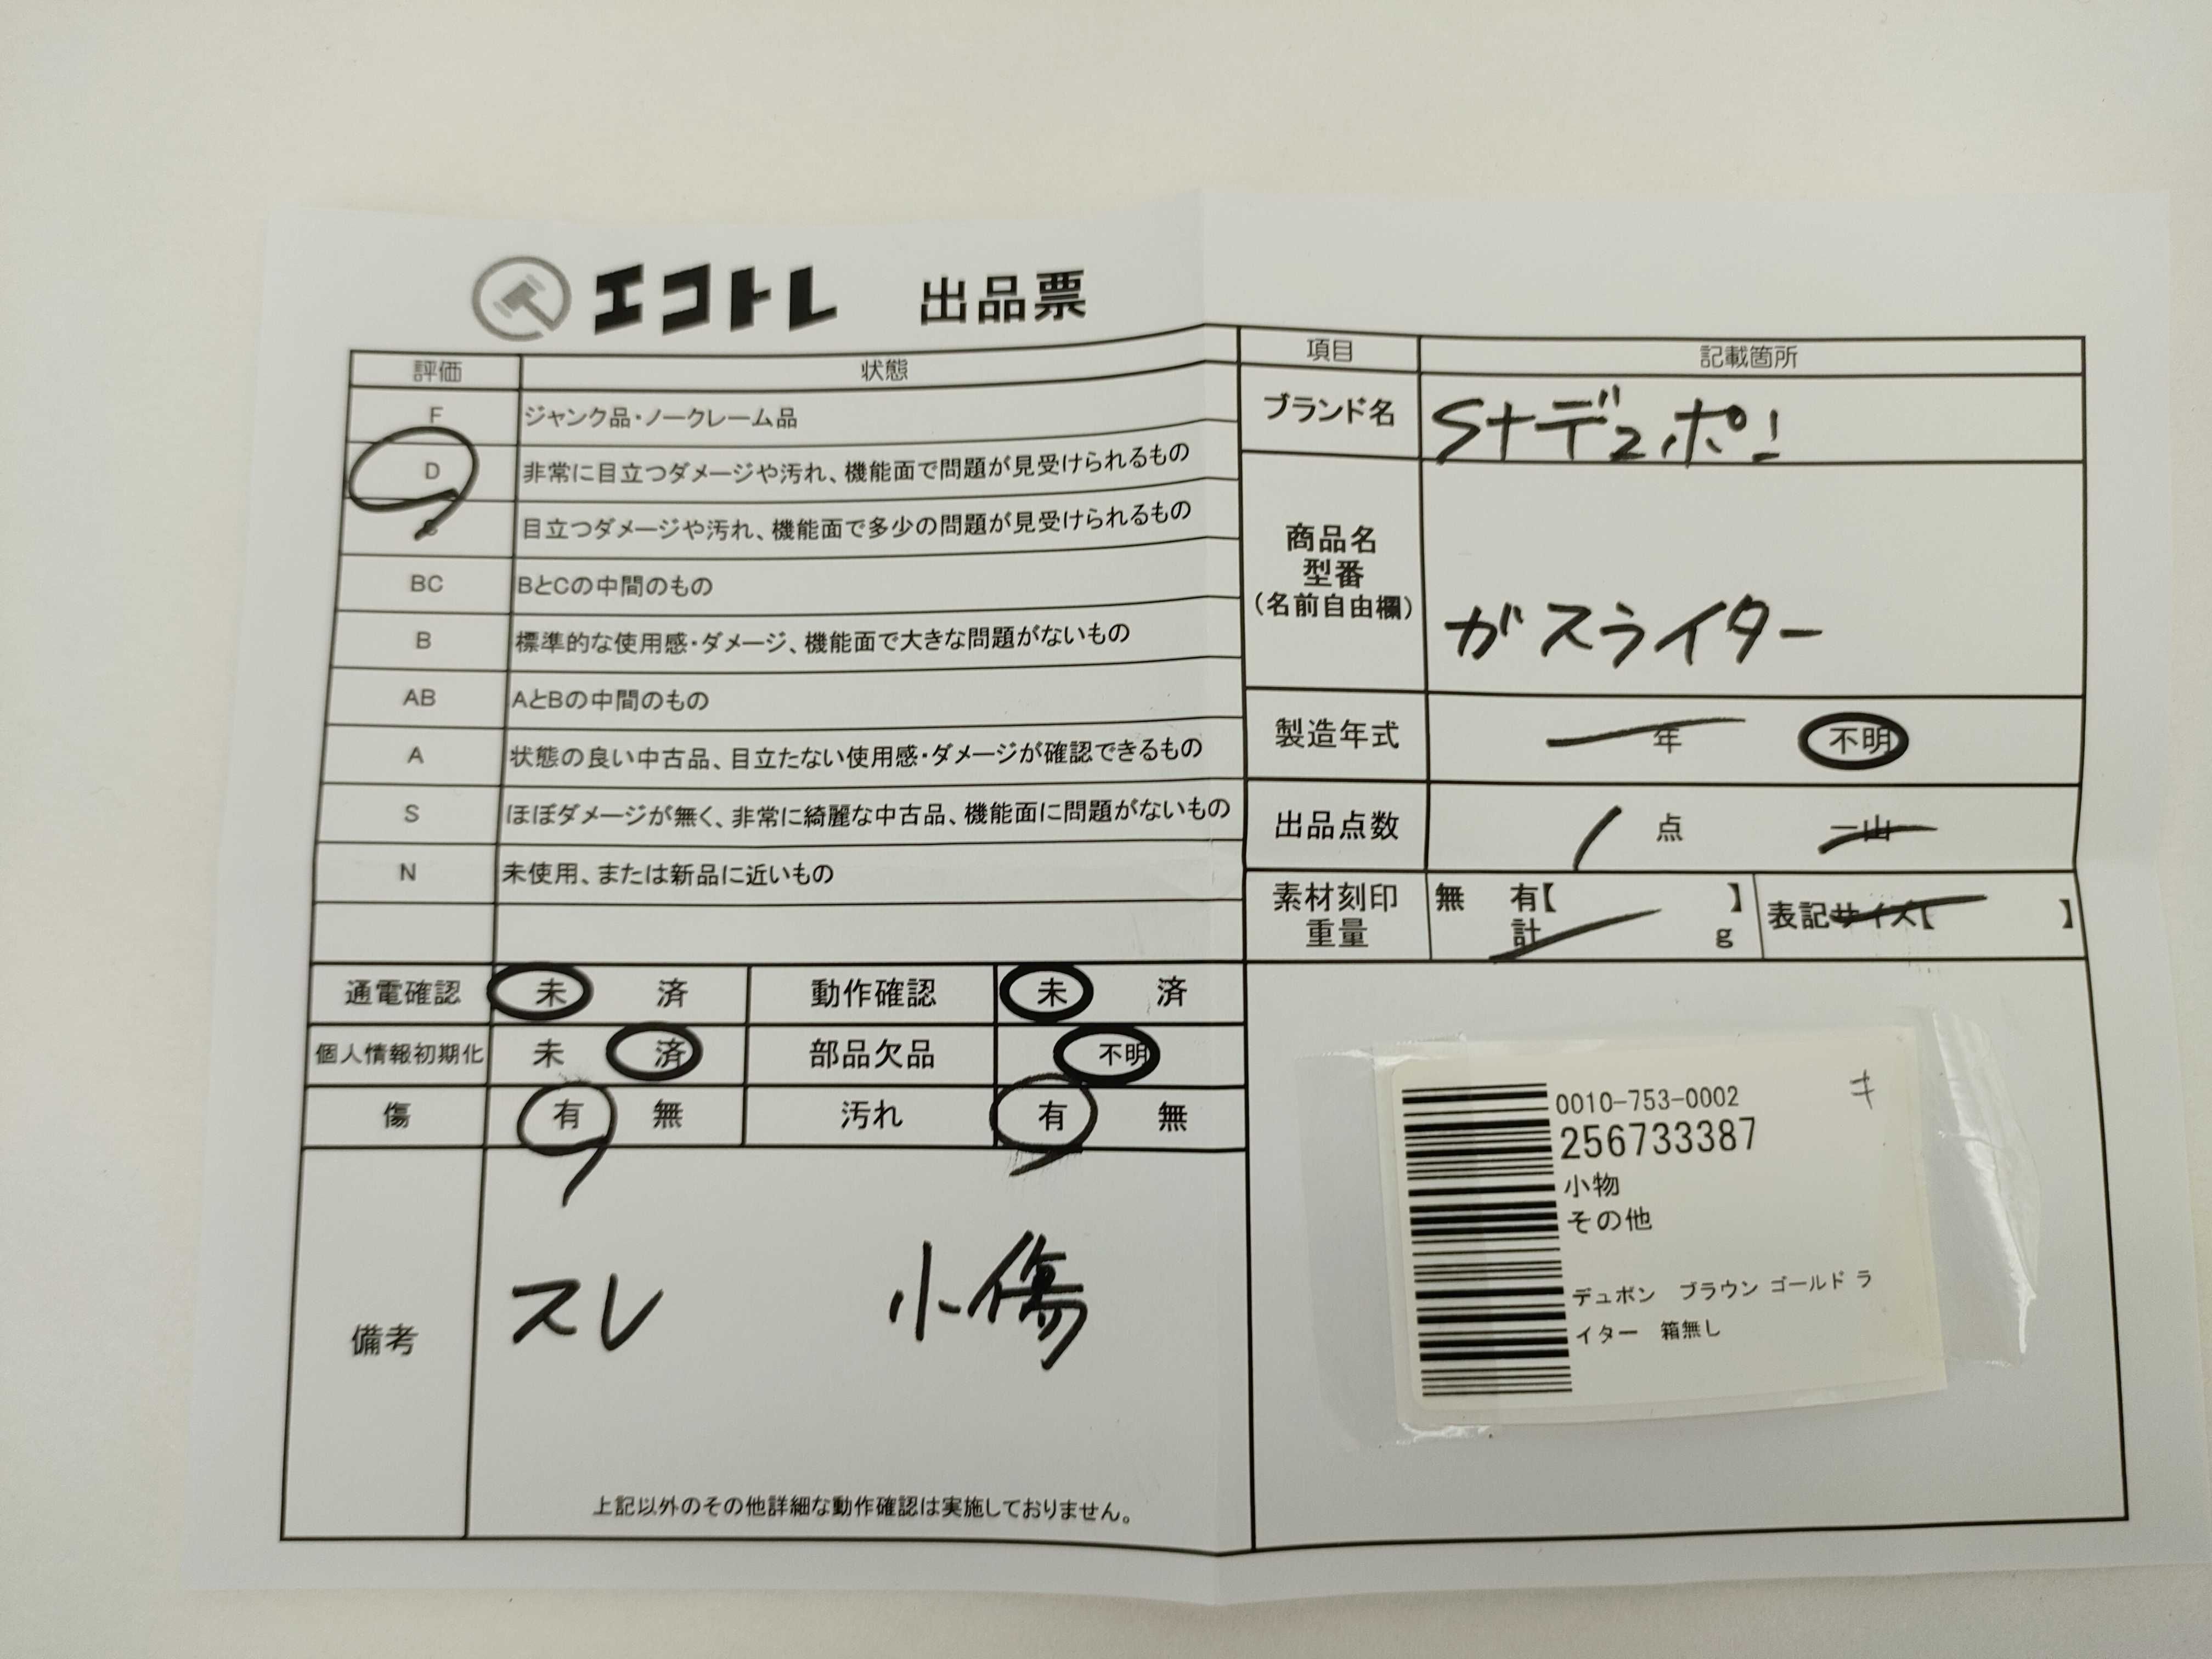 エコトレ 出品票
評価 状態
F ジャンク品・ノークレーム品
D 非常に目立つダメージや汚れ、機能面で問題が見受けられるもの
C 目立つダメージや汚れ、機能面で多少の問題が見受けられるもの
BC BとCの中間のもの
B 標準的な使用感・ダメージ、機能面で大きな問題がないもの
AB AとBの中間のもの
A 状態の良い中古品、目立たない使用感・ダメージが確認できるもの
S ほぼダメージが無く、非常に綺麗な中古品、機能面に問題がないもの
N 未使用、または新品に近いもの
通電確認 未 済 動作確認 未 済
個人情報初期化 未 済 部品欠品 不明
傷 有 無 汚れ 有 無
備考 スレ 小傷
上記以外のその他詳細な動作確認は実施しておりません。
項目 記載箇所
ブランド名 Stデュポン
商品名
型番
(名前自由欄)
ガスライター
製造年式 年 不明
出品点数 1 点 一山
素材刻印 無 有【 】 表記サイズ【 】
重量 計 g
0010-753-0002 キ
256733387
小物
その他
デュポン ブラウン ゴールド ラ
イター 箱無し